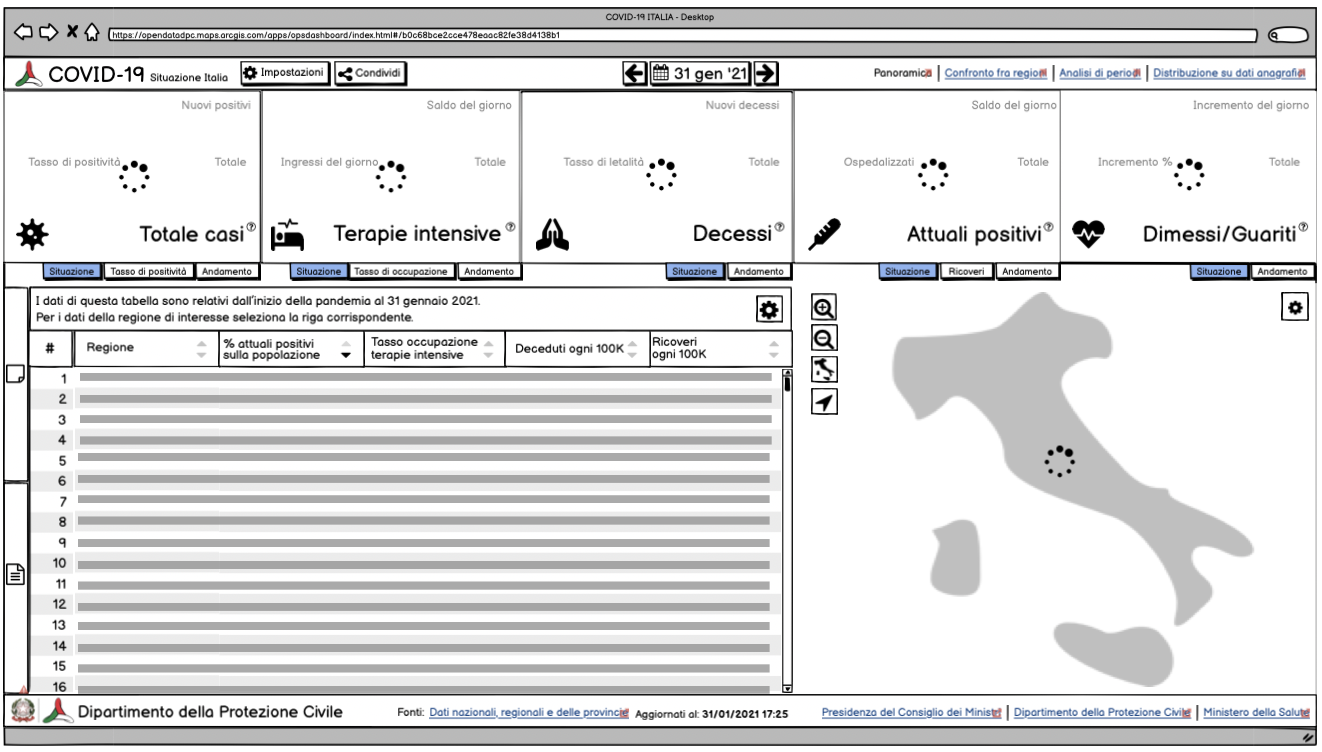 COVID-19 ITALIA - Desktop
https://opendatadpc.maps.arcgis.com/apps/opsdashboard/index.html#/b0c68bce2cce478eaac82fe38d4138b1
COVID-19 Situazione Italia Impostazioni Condividi 31 gen '21 Panoramica Confronto fra regioni Analisi di periodi Distribuzione su dati anagrafici
Nuovi positivi Saldo del giorno Nuovi decessi Saldo del giorno Incremento del giorno
Tasso di positività Totale Ingressi del giorno Totale Tasso di letalità Totale Ospedalizzati Totale Incremento % Totale
Totale casi Terapie intensive Decessi Attuali positivi Dimessi/Guariti
Situazione Tasso di positività Andamento Situazione Tasso di occupazione Andamento Situazione Andamento Situazione Ricoveri Andamento Situazione Andamento
I dati di questa tabella sono relativi dall'inizio della pandemia al 31 gennaio 2021.
Per i dati della regione di interesse seleziona la riga corrispondente.
# Regione % attuali positivi sulla popolazione Tasso occupazione terapie intensive Deceduti ogni 100K Ricoveri ogni 100K
1
2
3
4
5
6
7
8
9
10
11
12
13
14
15
16
Dipartimento della Protezione Civile Fonti: Dati nazionali, regionali e delle provincie Aggiornati al: 31/01/2021 17:25 Presidenza del Consiglio dei Ministri Dipartimento della Protezione Civile Ministero della Salute